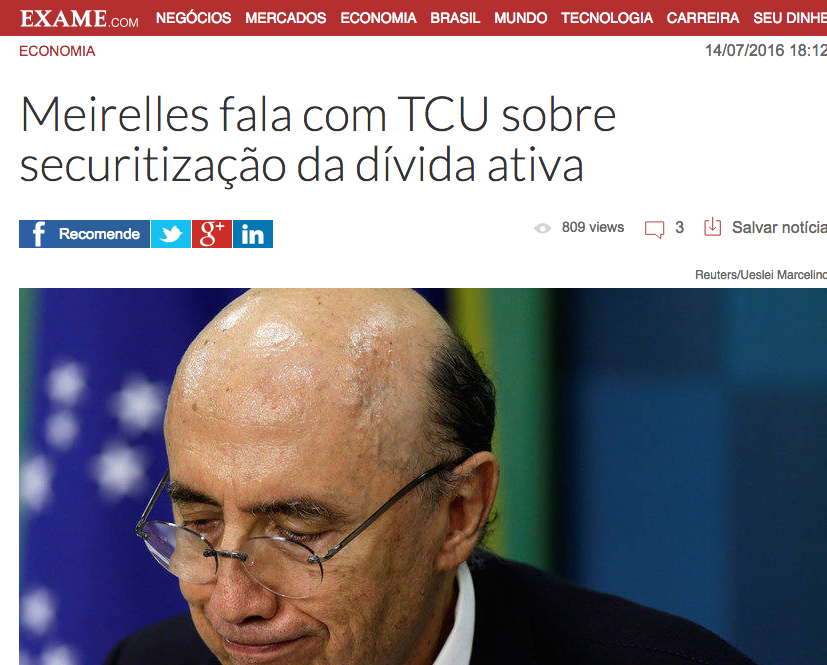 EXAME.COM NEGÓCIOS MERCADOS ECONOMIA BRASIL MUNDO TECNOLOGIA CARREIRA SEU DINHE
ECONOMIA 14/07/2016 18:12
Meirelles fala com TCU sobre
securitização da dívida ativa
f Recomende g+ in 809 views 3 Salvar notícia
Reuters/Ueslei Marcelino